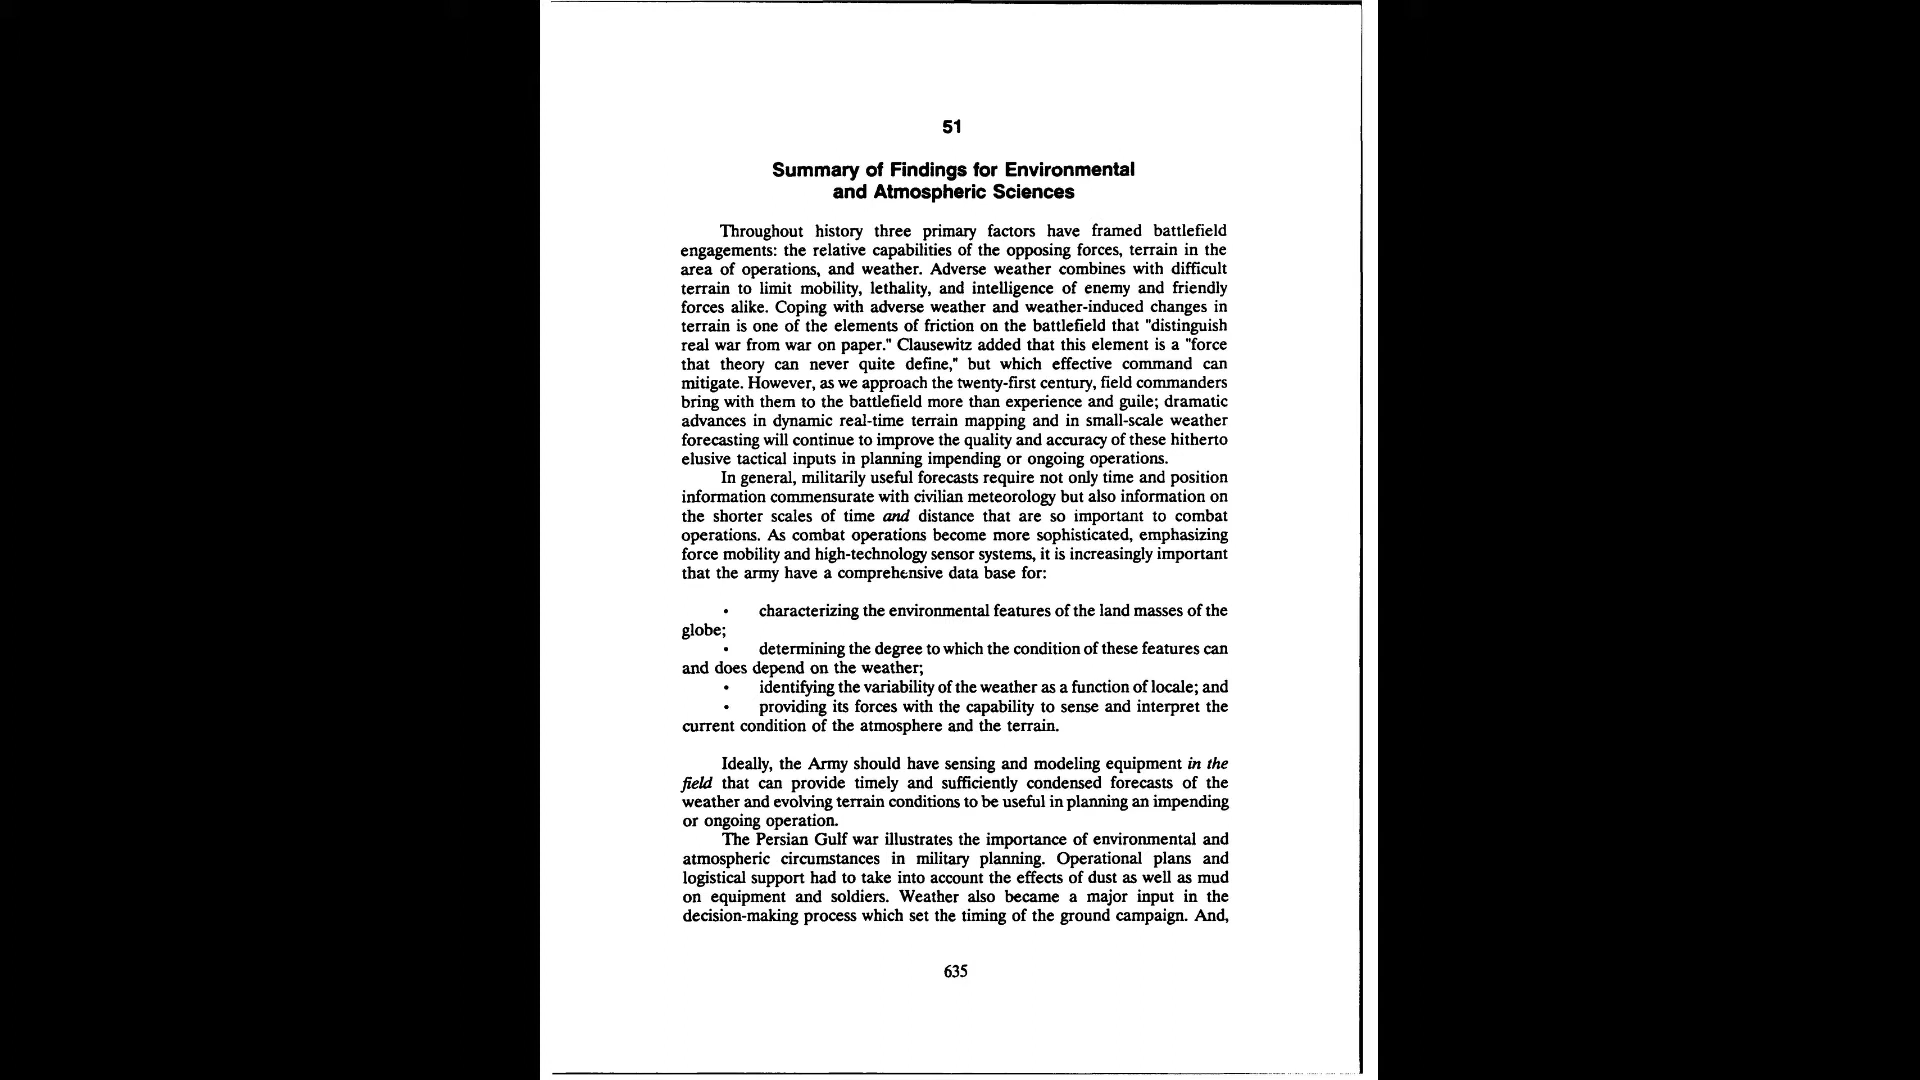 51
Summary of Findings for Environmental
and Atmospheric Sciences
Throughout history three primary factors have framed battlefield
engagements: the relative capabilities of the opposing forces, terrain in the
area of operations, and weather. Adverse weather combines with difficult
terrain to limit mobility, lethality, and intelligence of enemy and friendly
forces alike. Coping with adverse weather and weather-induced changes in
terrain is one of the elements of friction on the battlefield that "distinguish
real war from war on paper." Clausewitz added that this element is a "force
that theory can never quite define," but which effective command can
mitigate. However, as we approach the twenty-first century, field commanders
bring with them to the battlefield more than experience and guile; dramatic
advances in dynamic real-time terrain mapping and in small-scale weather
forecasting will continue to improve the quality and accuracy of these hitherto
elusive tactical inputs in planning impending or ongoing operations.
In general, militarily useful forecasts require not only time and position
information commensurate with civilian meteorology but also information on
the shorter scales of time and distance that are so important to combat
operations. As combat operations become more sophisticated, emphasizing
force mobility and high-technology sensor systems, it is increasingly important
that the army have a comprehensive data base for:
• characterizing the environmental features of the land masses of the
globe;
• determining the degree to which the condition of these features can
and does depend on the weather;
• identifying the variability of the weather as a function of locale; and
• providing its forces with the capability to sense and interpret the
current condition of the atmosphere and the terrain.
Ideally, the Army should have sensing and modeling equipment in the
field that can provide timely and sufficiently condensed forecasts of the
weather and evolving terrain conditions to be useful in planning an impending
or ongoing operation.
The Persian Gulf war illustrates the importance of environmental and
atmospheric circumstances in military planning. Operational plans and
logistical support had to take into account the effects of dust as well as mud
on equipment and soldiers. Weather also became a major input in the
decision-making process which set the timing of the ground campaign. And,
635